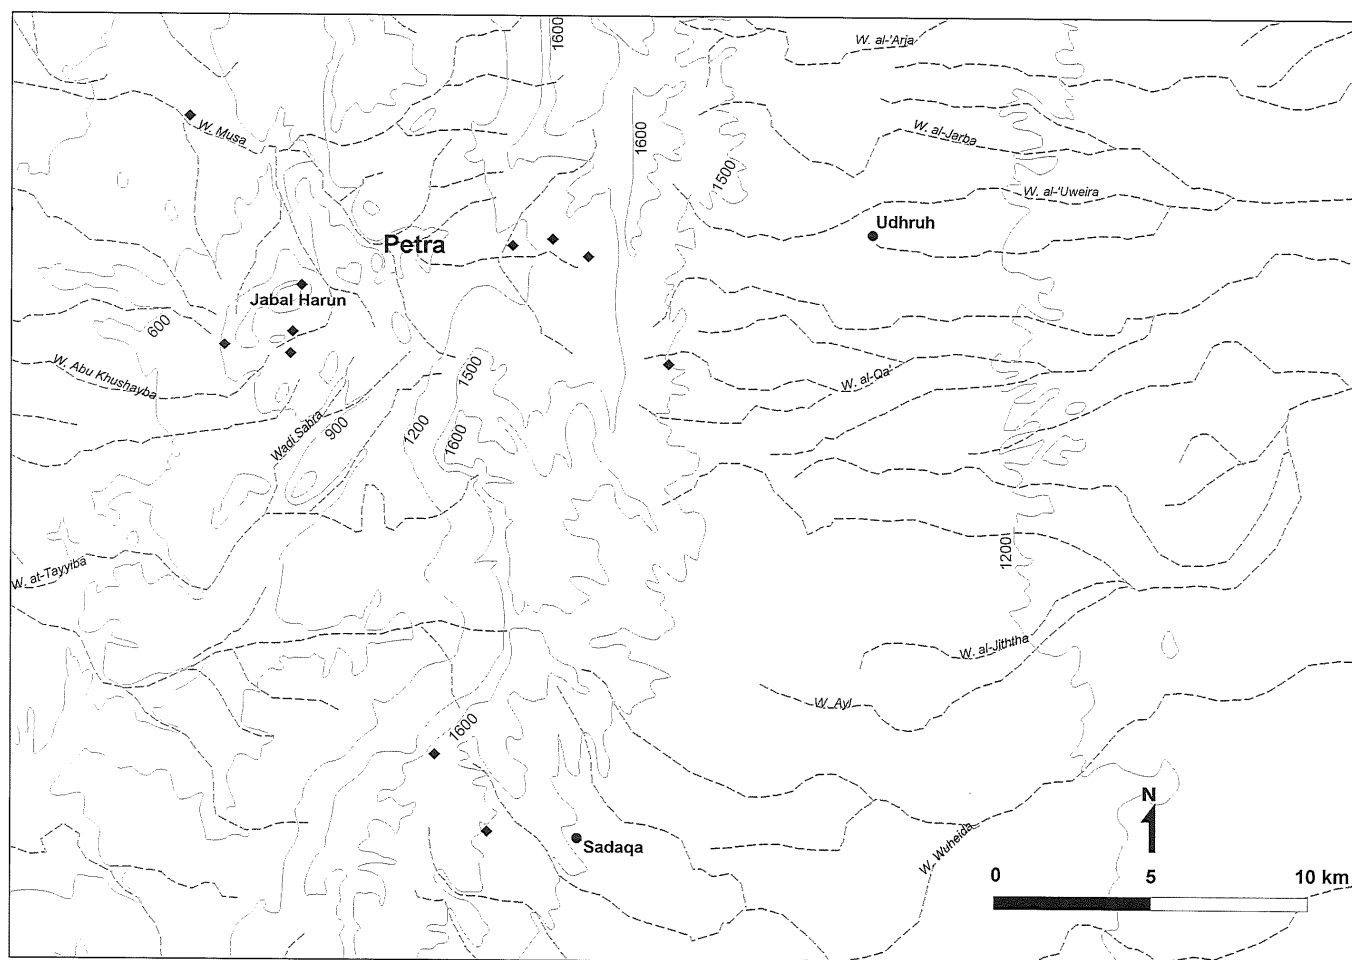 1600
W. al-'Arja
W. Musa
1600
W. al-Jarba
1500
W. al-'Uweira
Udhruh
Petra
Jabal Harun
600
W. Abu Khushayba
1500
W. al-Qa'
Wadi Sabra
900
1200
1600
1200
W. at-Tayyiba
W. al-Jiththa
W. Ayl
1600
N
Sadaqa
W. Wuheida
0 5 10 km